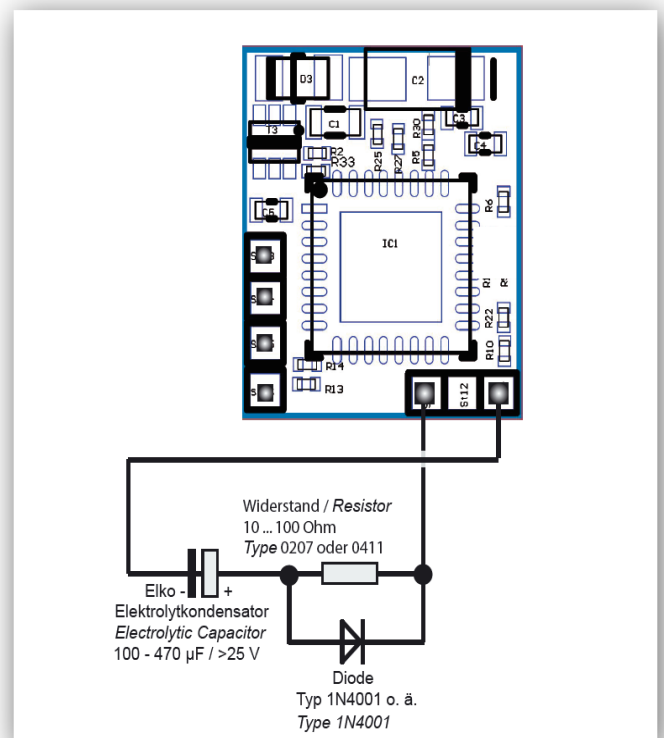 D3
C2
C1
R30
C3
T3
C4
R2
R25
R27
R5
R33
C5
R6
IC1
R22
R10
R14
R13
St12
Widerstand / Resistor
10 ... 100 Ohm
Type 0207 oder 0411
Elko - +
Elektrolytkondensator
Electrolytic Capacitor
100 - 470 µF / >25 V
Diode
Typ 1N4001 o. ä.
Type 1N4001